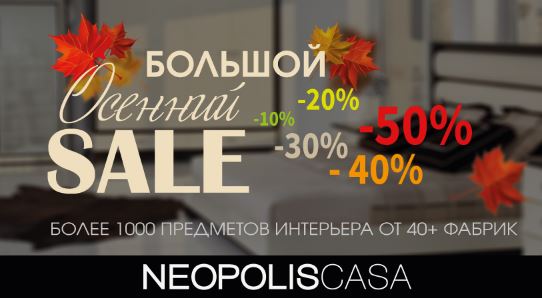 БОЛЬШОЙ
Осенний
SALE
-10%
-20%
-30%
-50%
- 40%
БОЛЕЕ 1000 ПРЕДМЕТОВ ИНТЕРЬЕРА ОТ 40+ ФАБРИК
NEOPOLISCASA